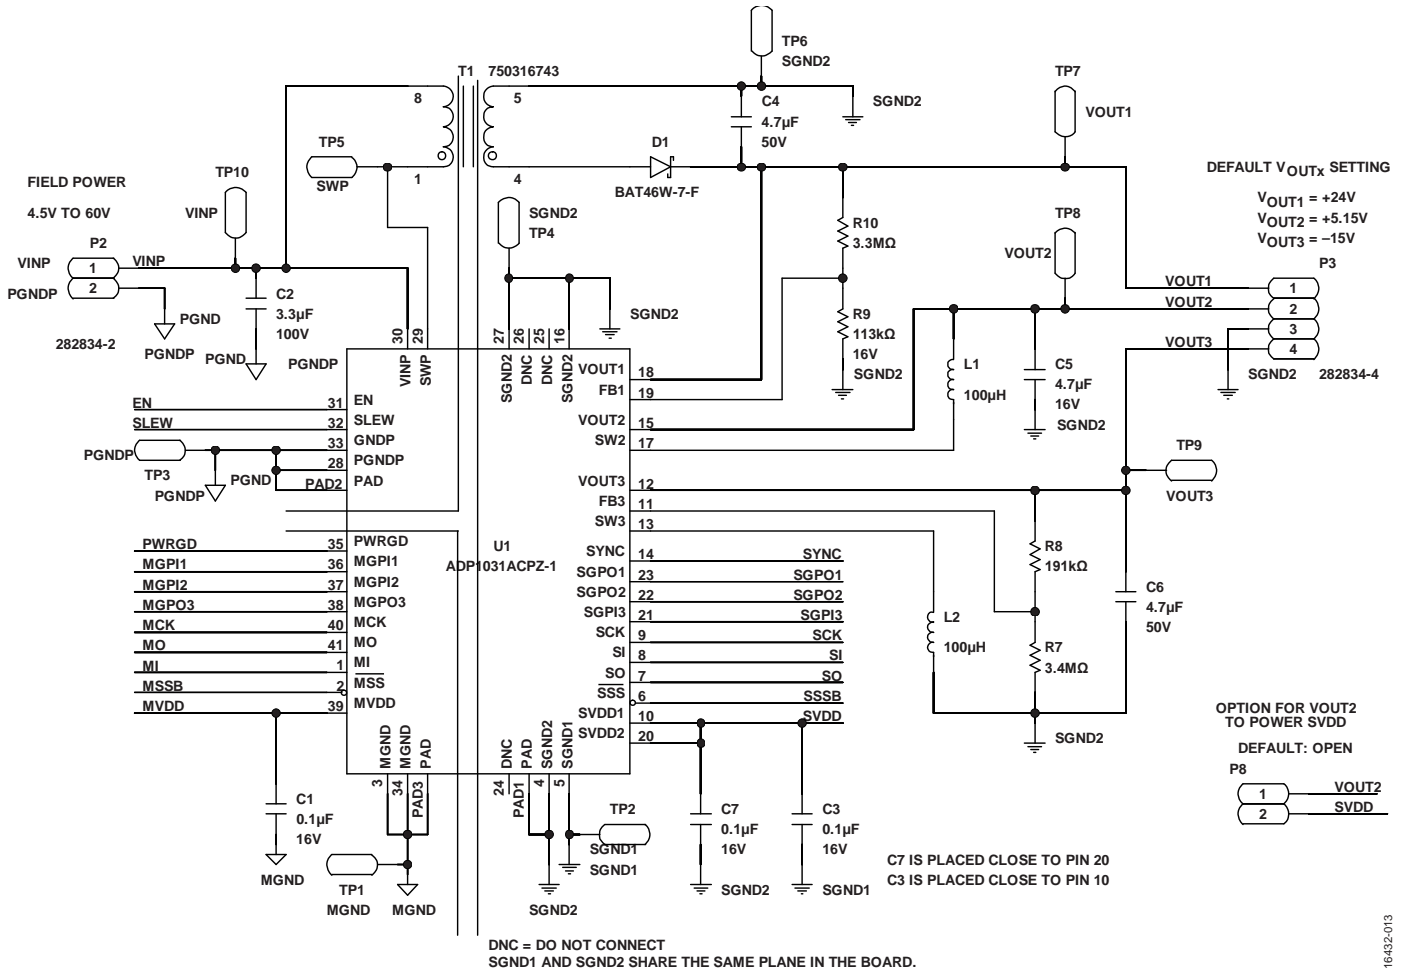 TP6
SGND2
T1 750316743
8
5
C4
4.7µF
50V
SGND2
TP7
VOUT1
TP5
SWP
1
4
D1
BAT46W-7-F
DEFAULT VOUTx SETTING
VOUT1 = +24V
VOUT2 = +5.15V
VOUT3 = –15V
FIELD POWER
4.5V TO 60V
TP10
VINP
SGND2
TP4
R10
3.3MΩ
TP8
VOUT2
P2
VINP 1 VINP
PGNDP 2
282834-2
PGND
PGNDP
C2
3.3µF
100V
PGND
PGNDP
SGND2
R9
113kΩ
16V
SGND2
P3
VOUT1 1
VOUT2 2
3
VOUT3 4
SGND2 282834-4
L1
100µH
C5
4.7µF
16V
SGND2
30 VINP
29 SWP
27 SGND2
26 DNC
25 DNC
16 SGND2
VOUT1 18
FB1 19
VOUT2 15
SW2 17
VOUT3 12
FB3 11
SW3 13
EN 31 EN
SLEW 32 SLEW
33 GNDP
28 PGNDP
PAD2 PAD
PGNDP
TP3
PGND
PGNDP
TP9
VOUT3
U1
ADP1031ACPZ-1
PWRGD 35 PWRGD
MGPI1 36 MGPI1
MGPI2 37 MGPI2
MGPO3 38 MGPO3
MCK 40 MCK
MO 41 MO
MI 1 MI
MSSB 2 MSS
MVDD 39 MVDD
SYNC 14 SYNC
SGPO1 23 SGPO1
SGPO2 22 SGPO2
SGPI3 21 SGPI3
SCK 9 SCK
SI 8 SI
SO 7 SO
SSS 6 SSSB
SVDD1 10 SVDD
SVDD2 20
R8
191kΩ
R7
3.4MΩ
L2
100µH
C6
4.7µF
50V
SGND2
3 MGND
34 MGND
PAD3 PAD
24 DNC
PAD1 PAD
4 SGND2
5 SGND1
C1
0.1µF
16V
MGND
TP1
MGND
MGND
TP2
SGND1
SGND1
SGND2
C7
0.1µF
16V
SGND2
C3
0.1µF
16V
SGND1
C7 IS PLACED CLOSE TO PIN 20
C3 IS PLACED CLOSE TO PIN 10
OPTION FOR VOUT2
TO POWER SVDD
DEFAULT: OPEN
P8
1 VOUT2
2 SVDD
DNC = DO NOT CONNECT
SGND1 AND SGND2 SHARE THE SAME PLANE IN THE BOARD.
16432-013